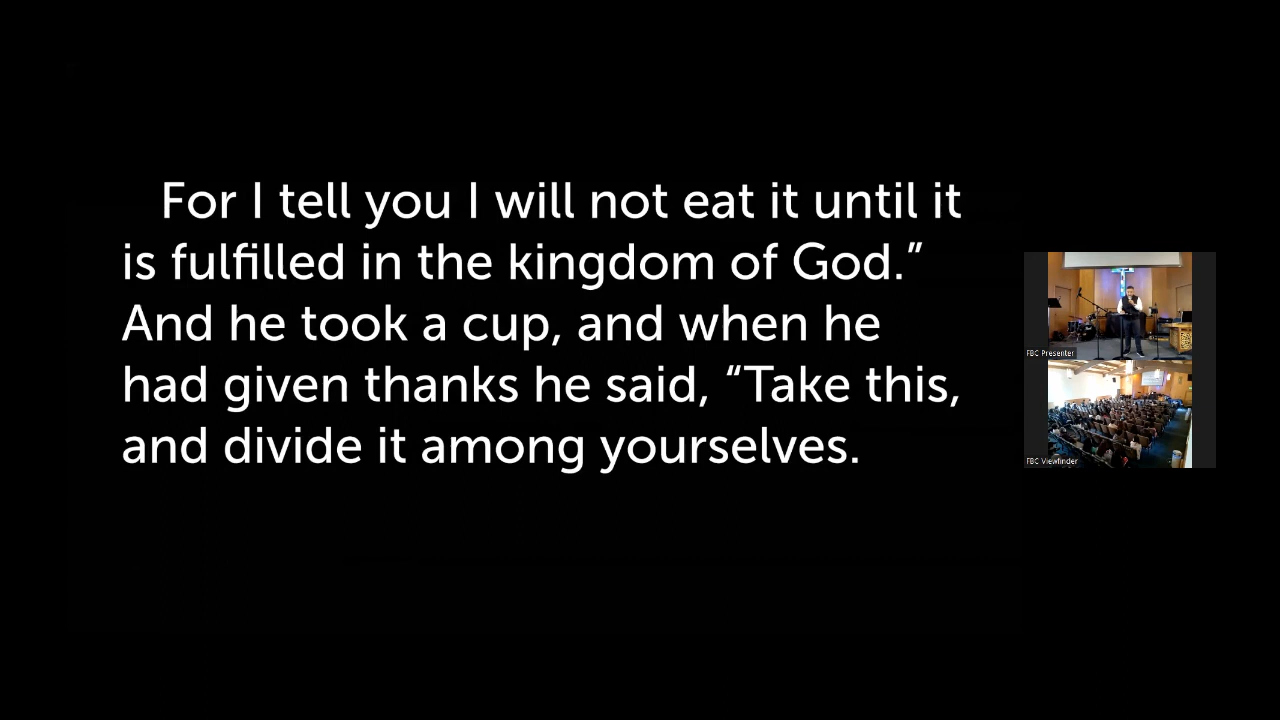 For I tell you I will not eat it until it
is fulfilled in the kingdom of God.”
And he took a cup, and when he
had given thanks he said, “Take this,
and divide it among yourselves.
FBC Presenter
FBC Viewfinder